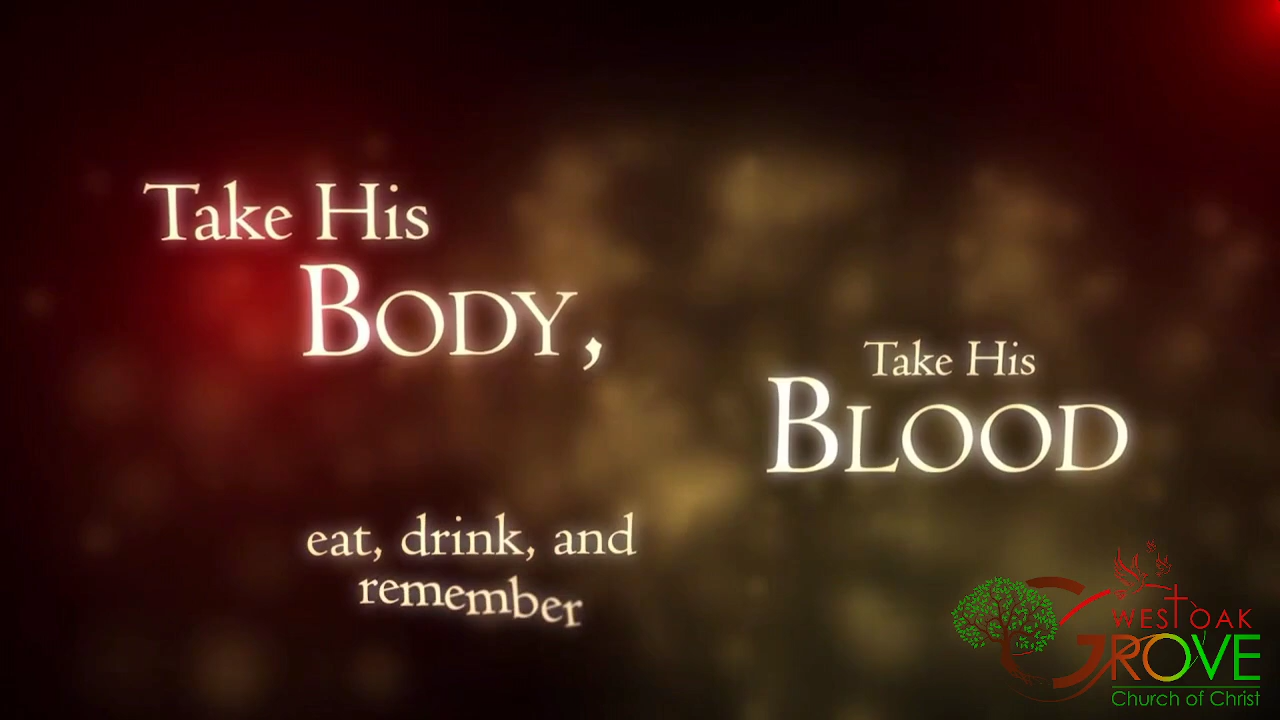 Take His
BODY,
Take His
BLOOD
eat, drink, and
remember
WEST OAK
GROVE
Church of Christ